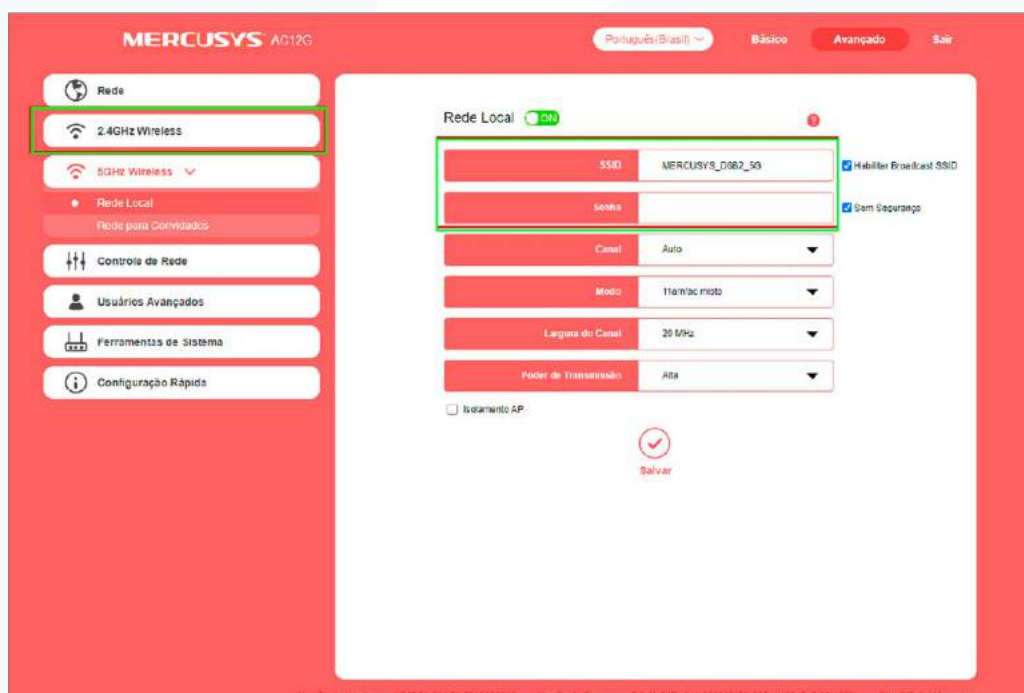 MERCUSYS AC12G
Português(Brasil)
Básico
Avançado
Sair
Rede
2.4GHz Wireless
5GHz Wireless
Rede Local
Rede para Convidados
Controle de Rede
Usuários Avançados
Ferramentas de Sistema
Configuração Rápida
Rede Local ON
?
SSID MERCUSYS_D6B2_5G Habilitar Broadcast SSID
Senha Sem Segurança
Canal Auto
Modo 11a/n/ac misto
Largura do Canal 20 MHz
Poder de Transmissão Alta
Isolamento AP
Salvar